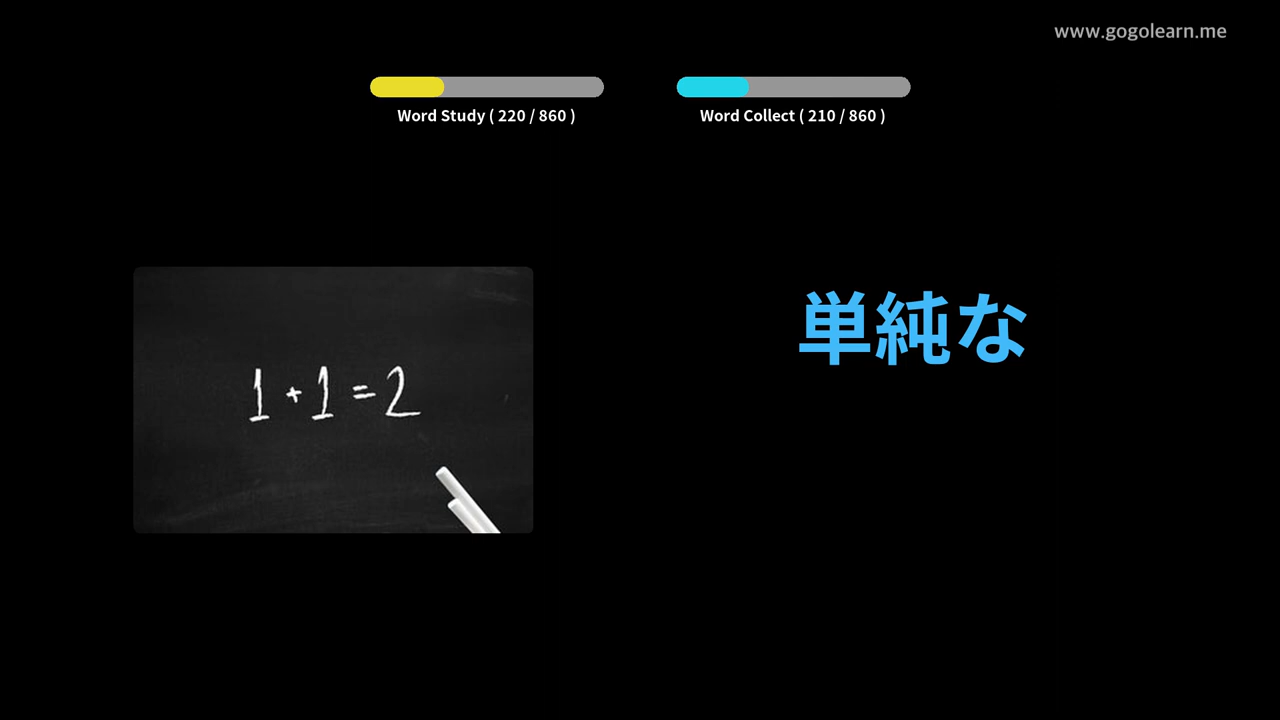 www.gogolearn.me
Word Study ( 220 / 860 )
Word Collect ( 210 / 860 )
単純な
1 + 1 = 2